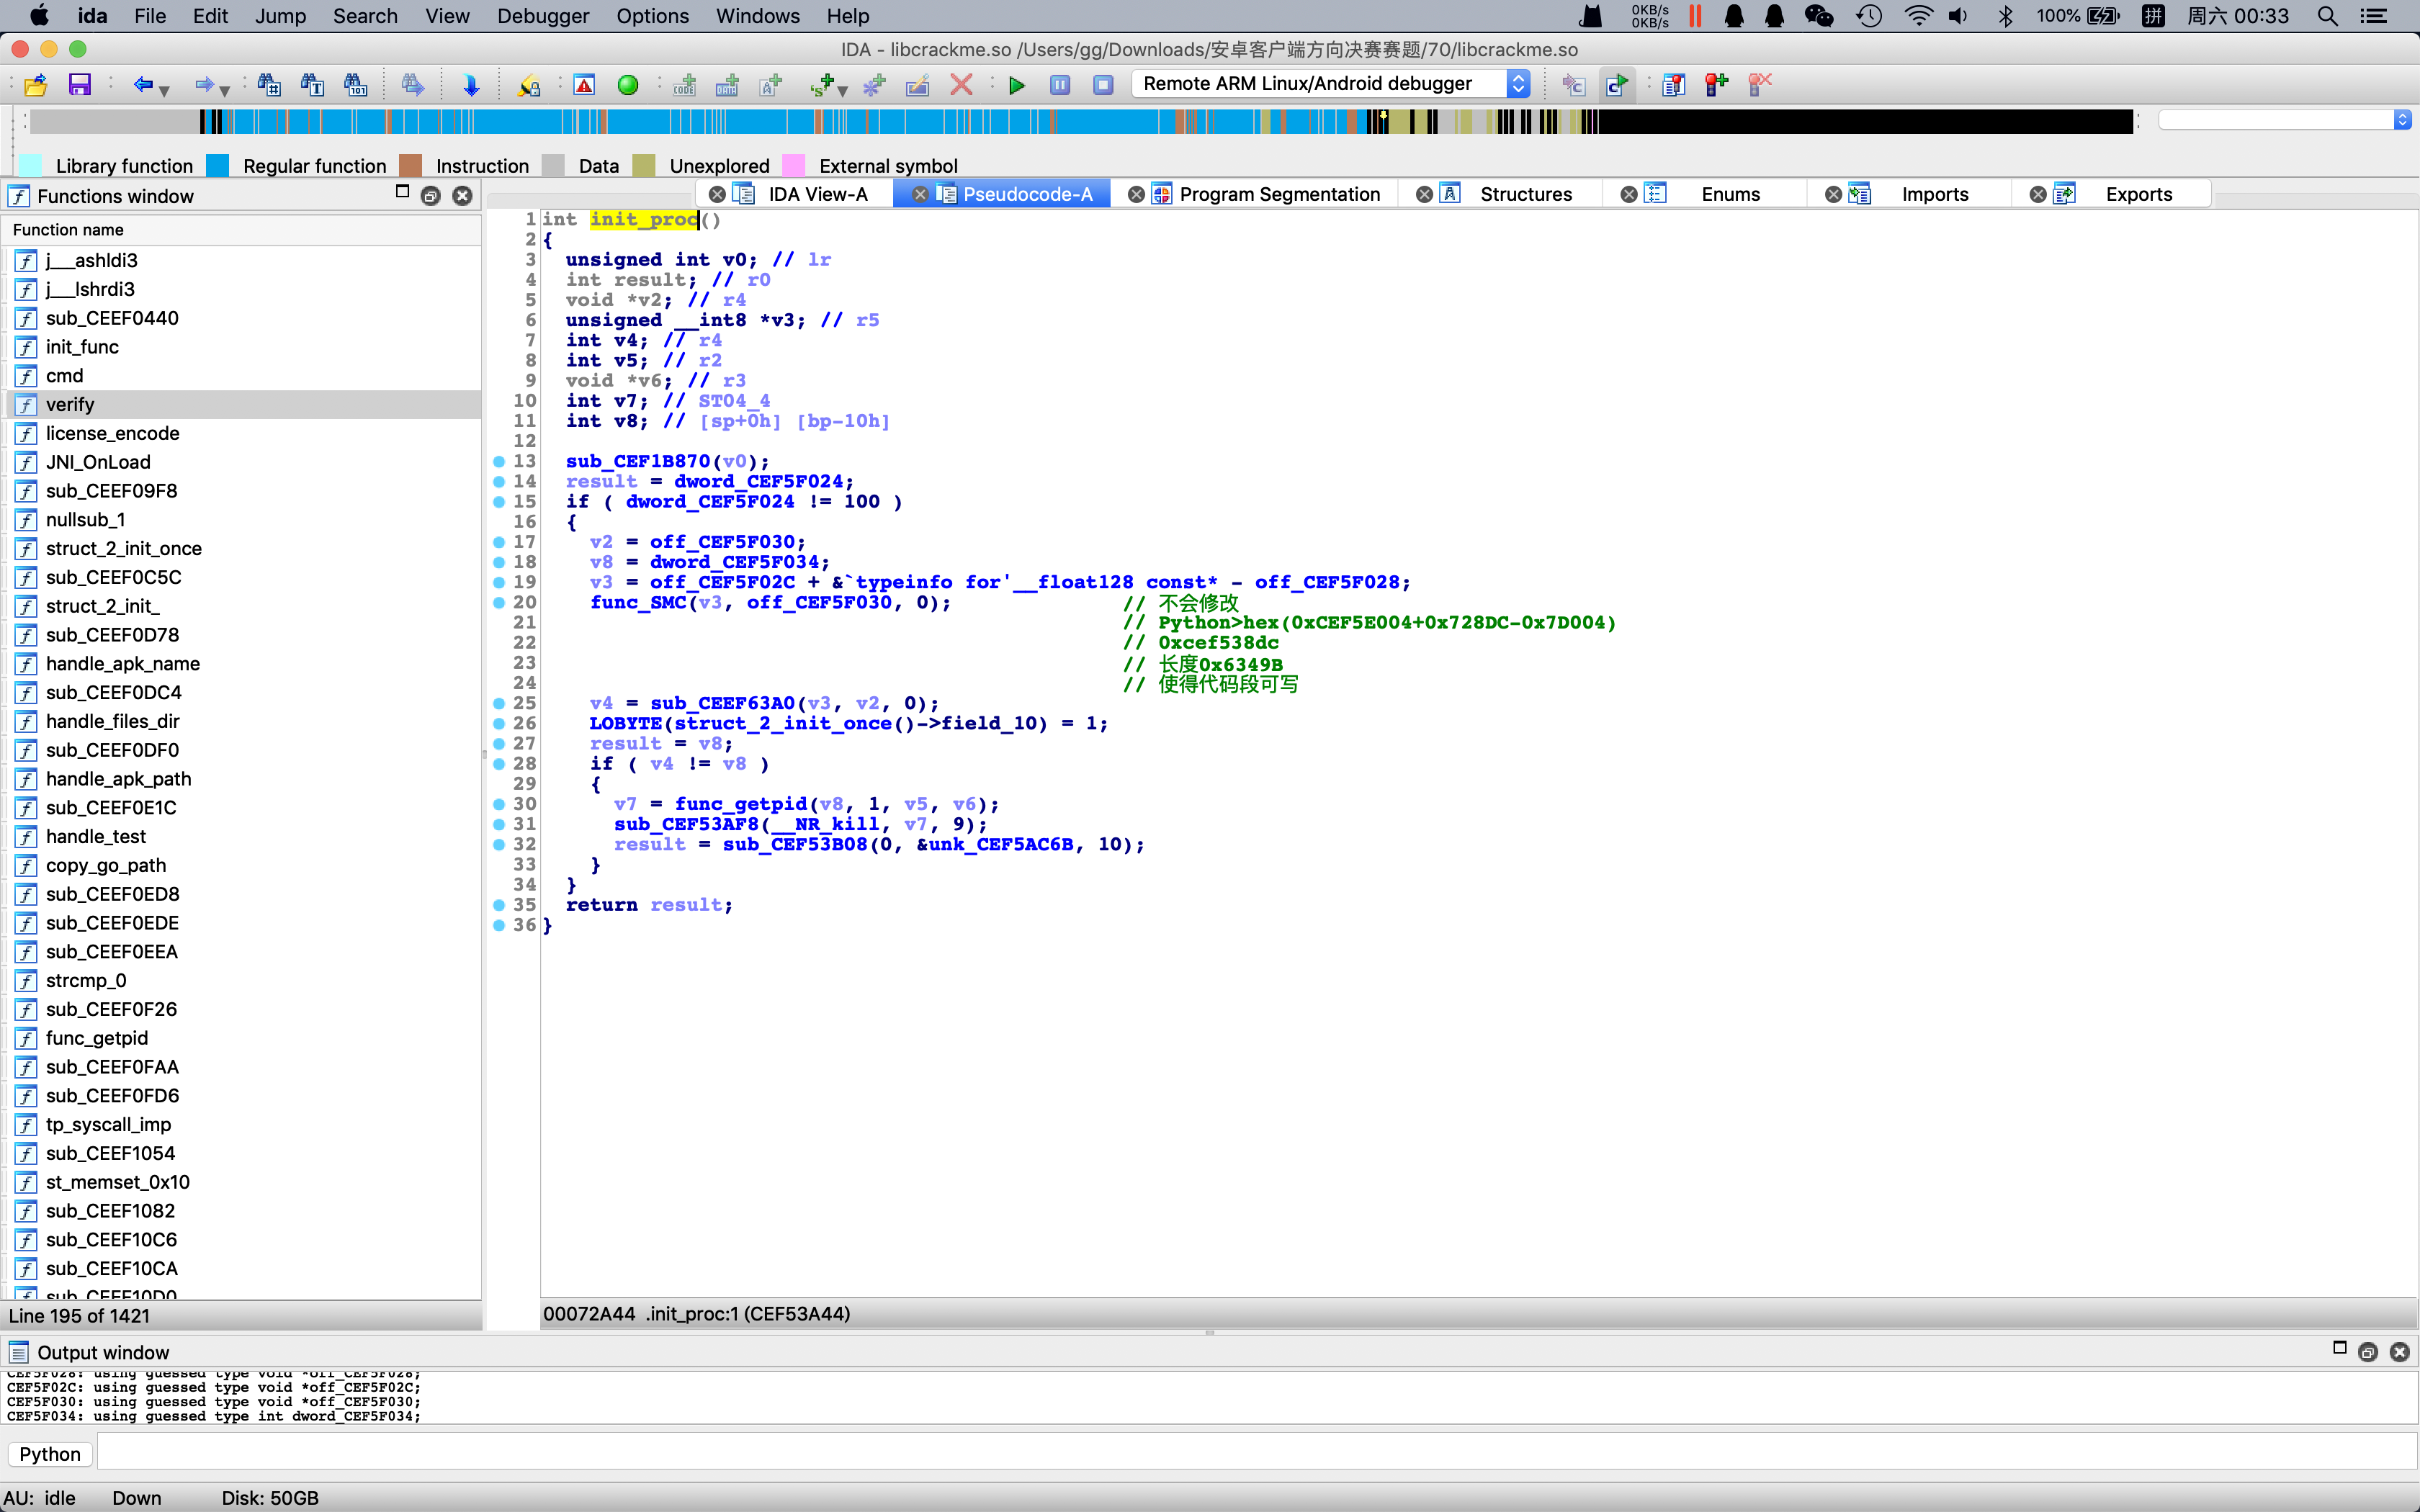 ida File Edit Jump Search View Debugger Options Windows Help 0KB/s 0KB/s 100% 拼 周六 00:33
IDA - libcrackme.so /Users/gg/Downloads/安卓客户端方向决赛赛题/70/libcrackme.so
Remote ARM Linux/Android debugger
Library function Regular function Instruction Data Unexplored External symbol
Functions window
Function name
j___ashldi3
j___lshrdi3
sub_CEEF0440
init_func
cmd
verify
license_encode
JNI_OnLoad
sub_CEEF09F8
nullsub_1
struct_2_init_once
sub_CEEF0C5C
struct_2_init_
sub_CEEF0D78
handle_apk_name
sub_CEEF0DC4
handle_files_dir
sub_CEEF0DF0
handle_apk_path
sub_CEEF0E1C
handle_test
copy_go_path
sub_CEEF0ED8
sub_CEEF0EDE
sub_CEEF0EEA
strcmp_0
sub_CEEF0F26
func_getpid
sub_CEEF0FAA
sub_CEEF0FD6
tp_syscall_imp
sub_CEEF1054
st_memset_0x10
sub_CEEF1082
sub_CEEF10C6
sub_CEEF10CA
sub_CEEF10D0
Line 195 of 1421
IDA View-A Pseudocode-A Program Segmentation Structures Enums Imports Exports
1 int init_proc()
2 {
3 unsigned int v0; // lr
4 int result; // r0
5 void *v2; // r4
6 unsigned __int8 *v3; // r5
7 int v4; // r4
8 int v5; // r2
9 void *v6; // r3
10 int v7; // ST04_4
11 int v8; // [sp+0h] [bp-10h]
12
13 sub_CEF1B870(v0);
14 result = dword_CEF5F024;
15 if ( dword_CEF5F024 != 100 )
16 {
17 v2 = off_CEF5F030;
18 v8 = dword_CEF5F034;
19 v3 = off_CEF5F02C + &`typeinfo for'__float128 const* - off_CEF5F028;
20 func_SMC(v3, off_CEF5F030, 0); // 不会修改
21 // Python>hex(0xCEF5E004+0x728DC-0x7D004)
22 // 0xcef538dc
23 // 长度0x6349B
24 // 使得代码段可写
25 v4 = sub_CEEF63A0(v3, v2, 0);
26 LOBYTE(struct_2_init_once()->field_10) = 1;
27 result = v8;
28 if ( v4 != v8 )
29 {
30 v7 = func_getpid(v8, 1, v5, v6);
31 sub_CEF53AF8(__NR_kill, v7, 9);
32 result = sub_CEF53B08(0, &unk_CEF5AC6B, 10);
33 }
34 }
35 return result;
36 }
00072A44 .init_proc:1 (CEF53A44)
Output window
CEF5F028: using guessed type void *off_CEF5F028;
CEF5F02C: using guessed type void *off_CEF5F02C;
CEF5F030: using guessed type void *off_CEF5F030;
CEF5F034: using guessed type int dword_CEF5F034;
Python
AU: idle Down Disk: 50GB